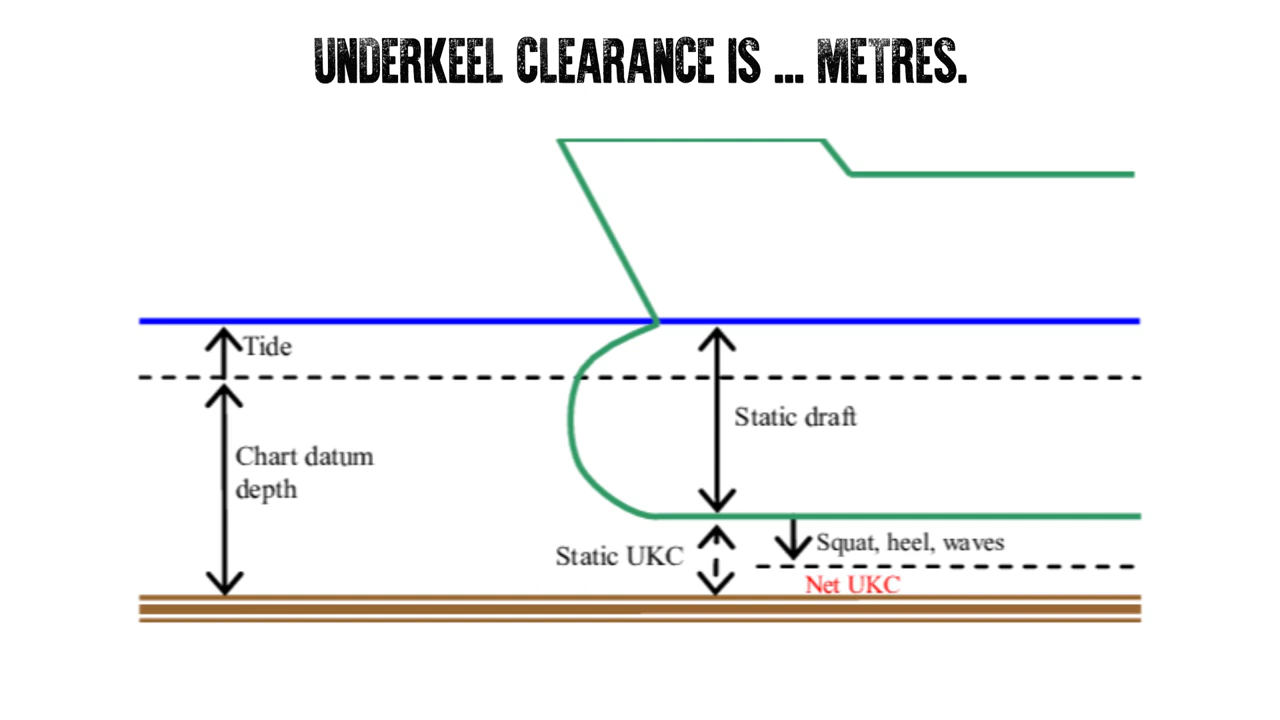 UNDERKEEL CLEARANCE IS ... METRES.
Tide
Static draft
Chart datum
depth
Squat, heel, waves
Static UKC
Net UKC